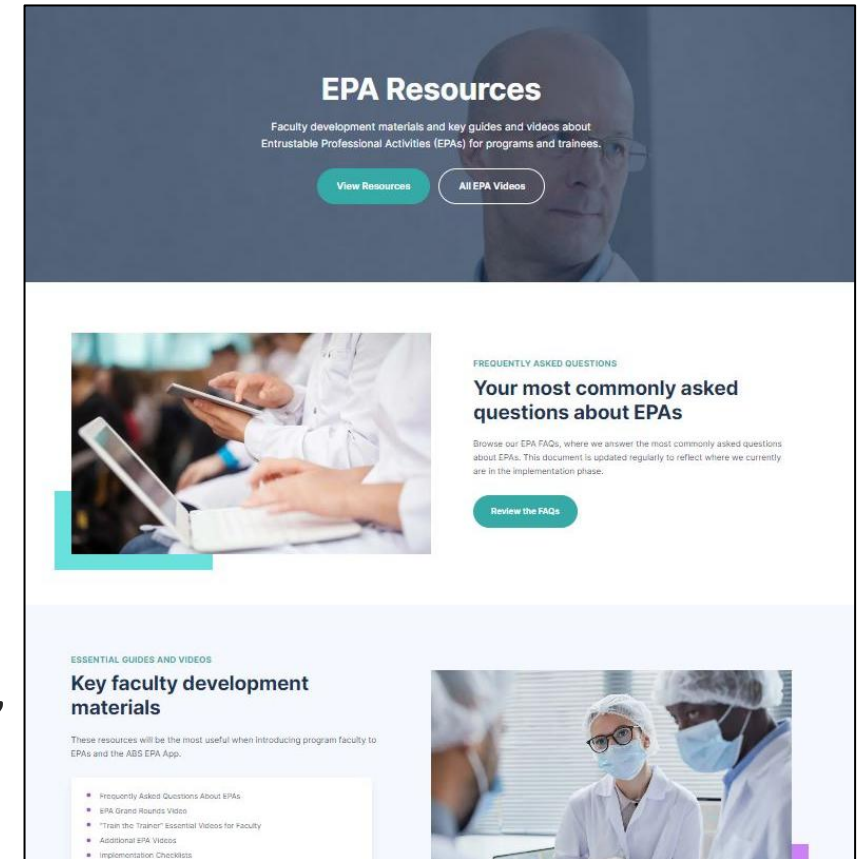 EPA Resources
Faculty development materials and key guides and videos about
Entrustable Professional Activities (EPAs) for programs and trainees.
View Resources
All EPA Videos
FREQUENTLY ASKED QUESTIONS
Your most commonly asked
questions about EPAs
Browse our EPA FAQs, where we answer the most commonly asked questions
about EPAs. This document is updated regularly to reflect where we currently
are in the implementation phase.
Review the FAQs
ESSENTIAL GUIDES AND VIDEOS
Key faculty development
materials
,
These resources will be the most useful when introducing program faculty to
EPAs and the ABS EPA App.
Frequently Asked Questions About EPAs
EPA Grand Rounds Video
"Train the Trainer" Essential Videos for Faculty
Additional EPA Videos
Implementation Checklists